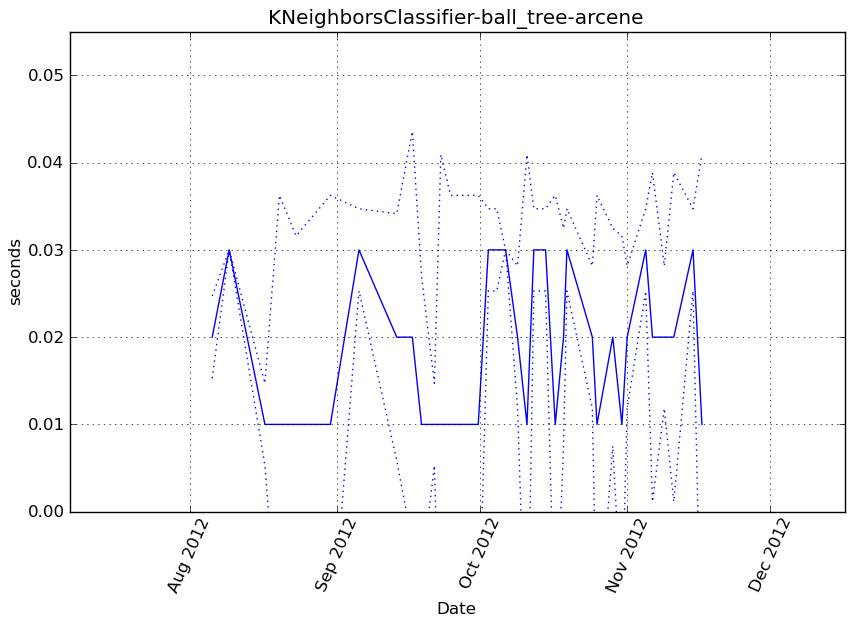 KNeighborsClassifier-ball_tree-arcene
0.05
0.04
0.03
0.02
0.01
0.00
seconds
Aug 2012
Sep 2012
Oct 2012
Nov 2012
Dec 2012
Date